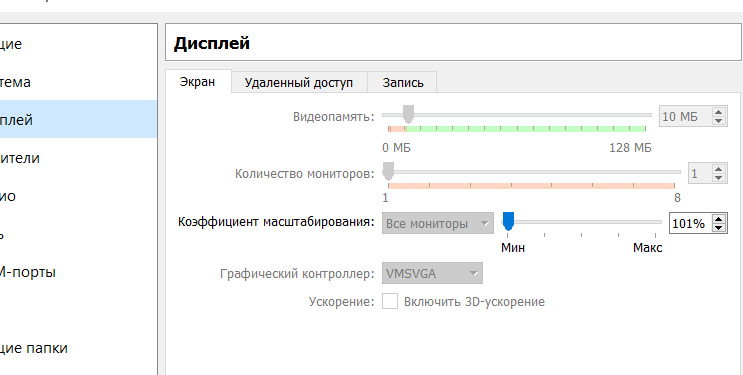 щие
Дисплей
Экран
Удаленный доступ
Запись
тема
плей
ители
ио
ь
М-порты
щие папки
Видеопамять:
10 МБ
0 МБ
128 МБ
Количество мониторов:
1
1
8
Коэффициент масштабирования:
Все мониторы
101%
Мин
Макс
Графический контроллер:
VMSVGA
Ускорение:
Включить 3D-ускорение